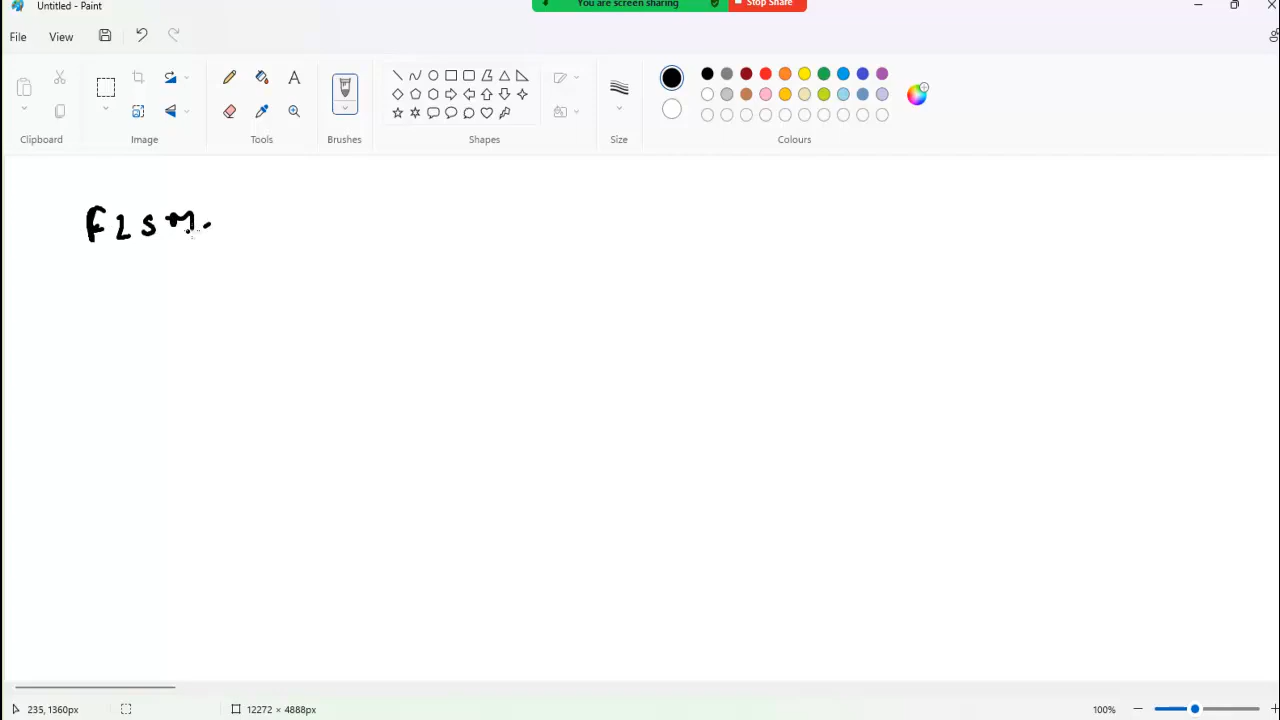 Untitled - Paint
You are screen sharing
Stop Share
File
View
Clipboard
Image
Tools
Brushes
Shapes
Size
Colours
235, 1360px
12272 × 4888px
100%